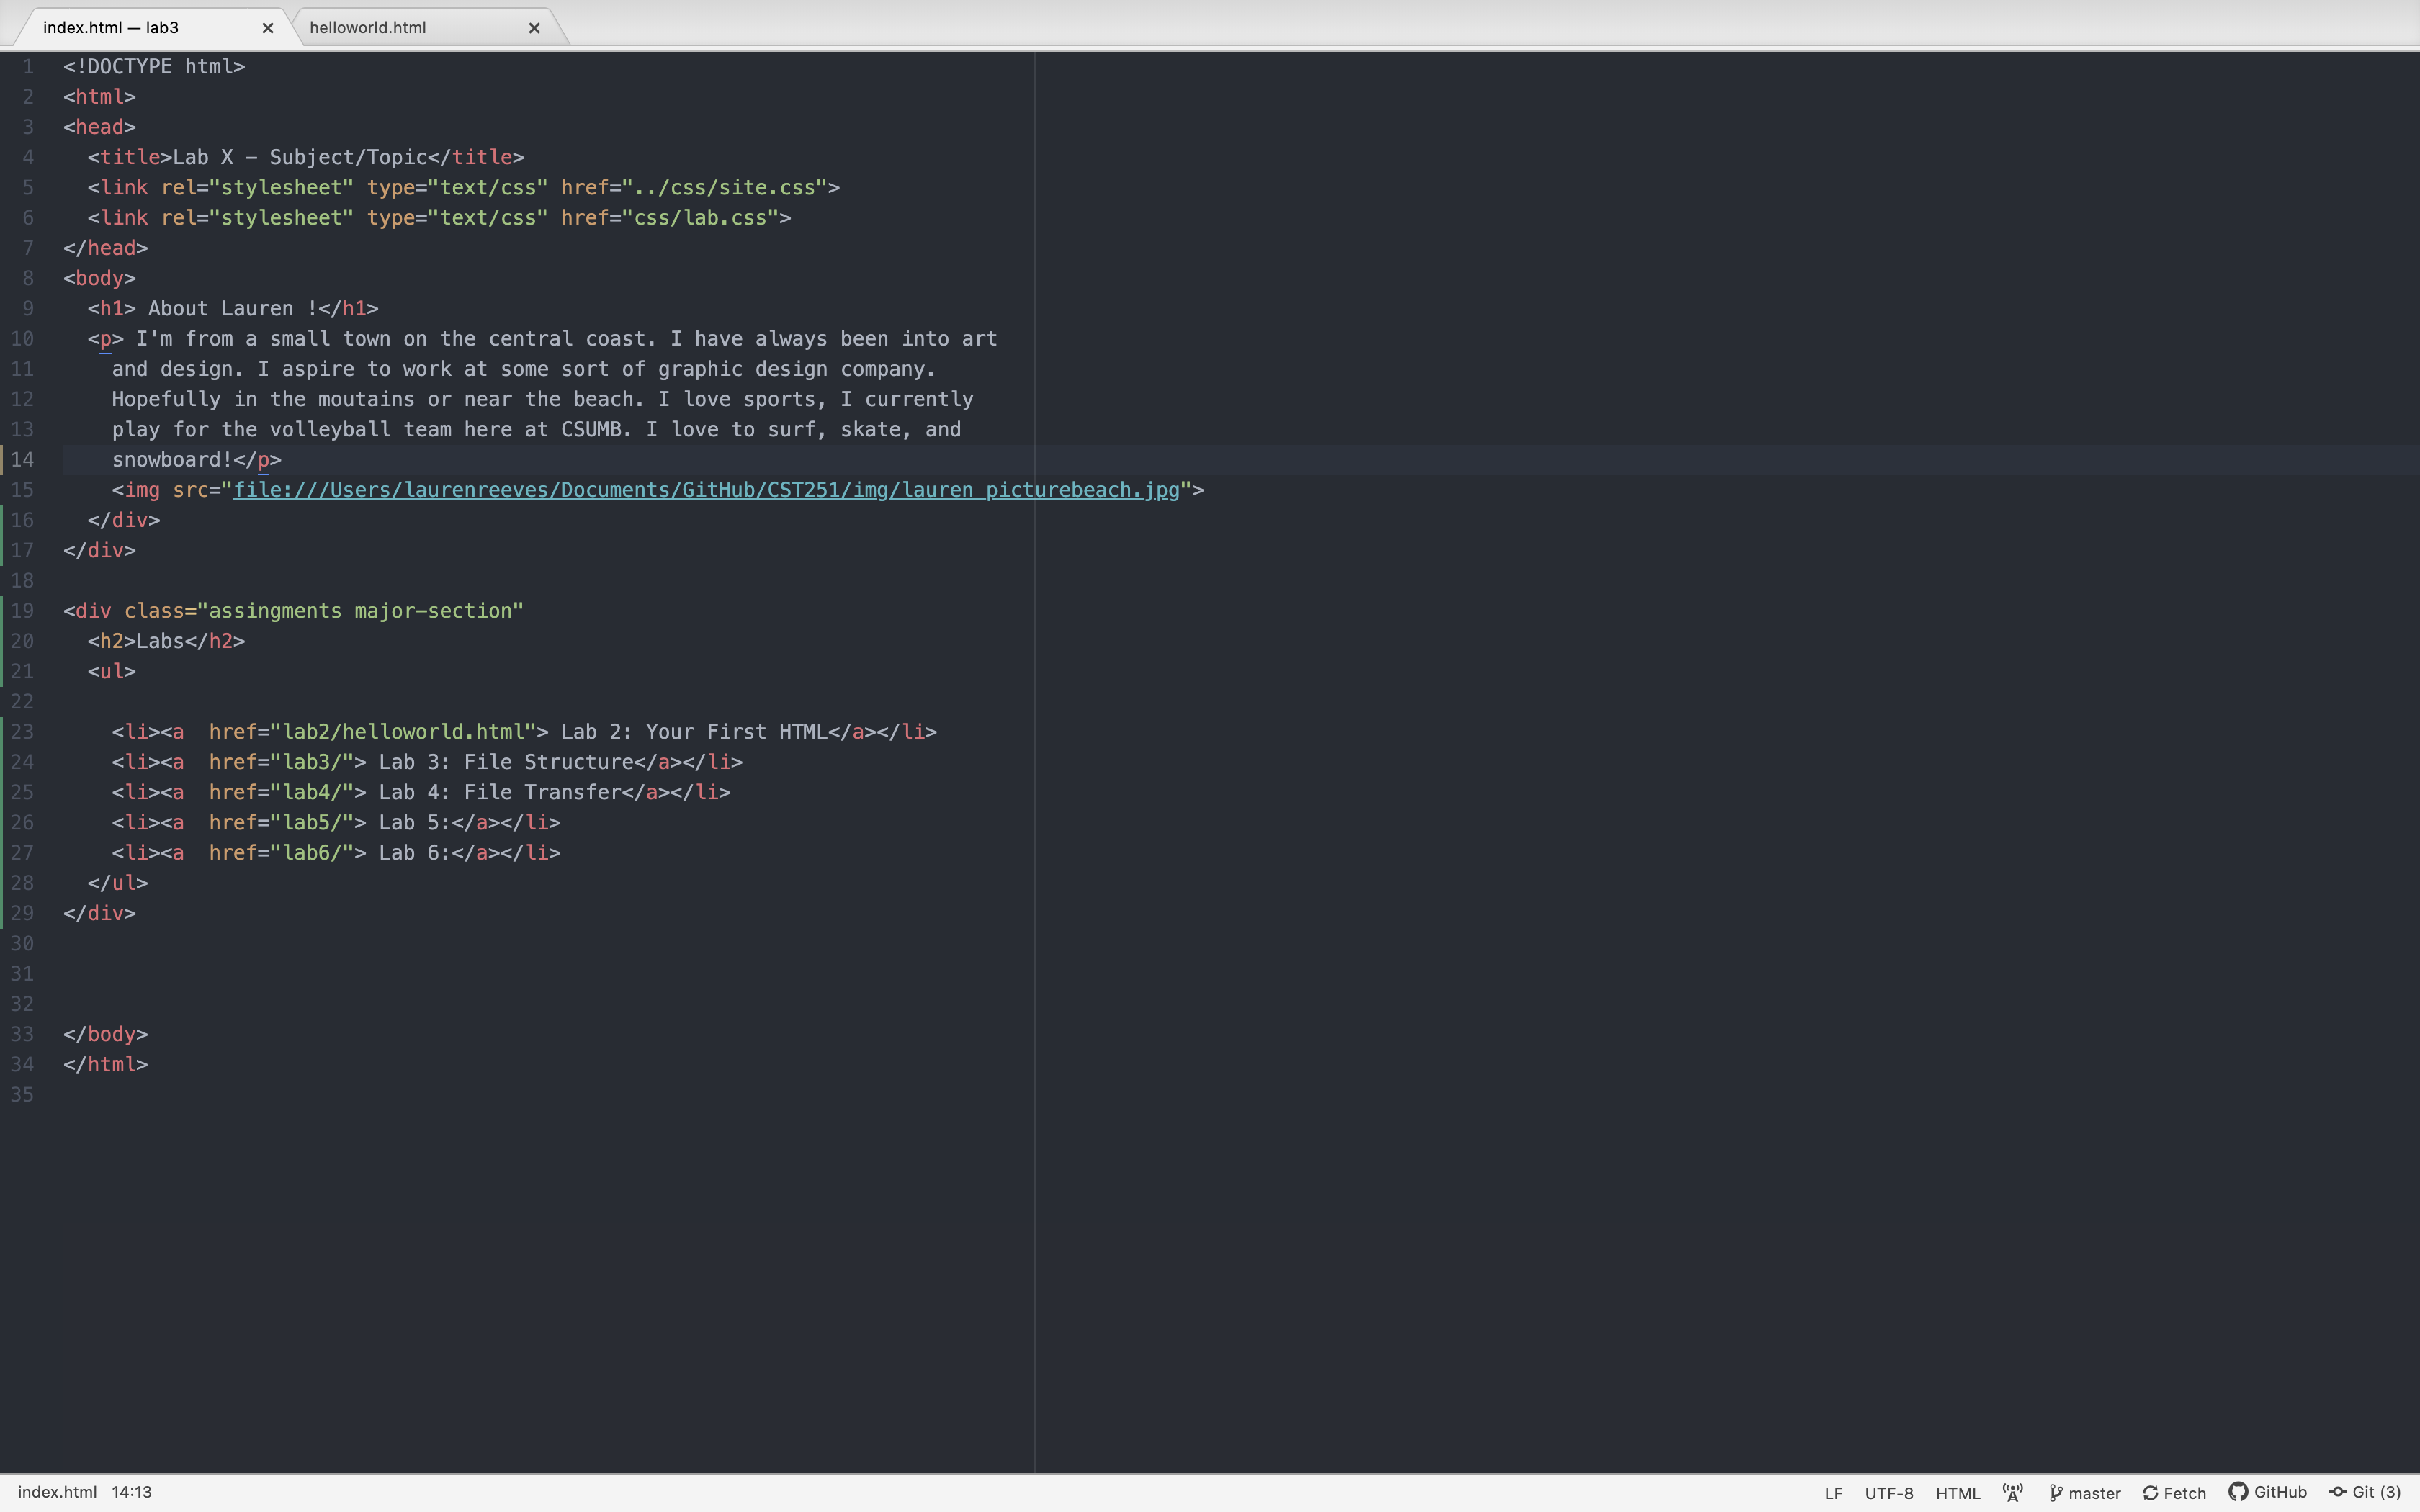 index.html — lab3
helloworld.html
1 <!DOCTYPE html>
2 <html>
3 <head>
4   <title>Lab X - Subject/Topic</title>
5   <link rel="stylesheet" type="text/css" href="../css/site.css">
6   <link rel="stylesheet" type="text/css" href="css/lab.css">
7 </head>
8 <body>
9   <h1> About Lauren !</h1>
10   <p> I'm from a small town on the central coast. I have always been into art
11     and design. I aspire to work at some sort of graphic design company.
12     Hopefully in the moutains or near the beach. I love sports, I currently
13     play for the volleyball team here at CSUMB. I love to surf, skate, and
14     snowboard!</p>
15     <img src="file:///Users/laurenreeves/Documents/GitHub/CST251/img/lauren_picturebeach.jpg">
16   </div>
17 </div>
18
19 <div class="assingments major-section"
20   <h2>Labs</h2>
21   <ul>
22
23     <li><a  href="lab2/helloworld.html"> Lab 2: Your First HTML</a></li>
24     <li><a  href="lab3/"> Lab 3: File Structure</a></li>
25     <li><a  href="lab4/"> Lab 4: File Transfer</a></li>
26     <li><a  href="lab5/"> Lab 5:</a></li>
27     <li><a  href="lab6/"> Lab 6:</a></li>
28   </ul>
29 </div>
30
31
32
33 </body>
34 </html>
35
index.html 14:13 LF UTF-8 HTML master Fetch GitHub Git (3)